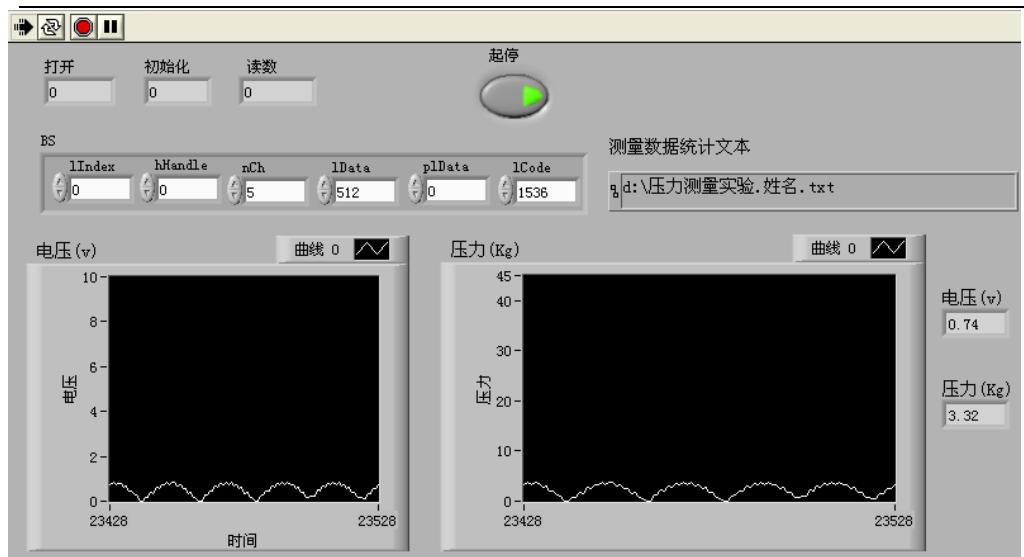 起停
打开 初始化 读数
0 0 0
BS
lIndex hHandle nCh lData plData lCode
0 0 5 512 0 1536
测量数据统计文本
d:\压力测量实验.姓名.txt
电压(v) 曲线 0
10
8
6
4
2
0
电压
23428 23528
时间
压力(Kg) 曲线 0
45
40
30
20
10
0
压力
23428 23528
电压(v)
0.74
压力(Kg)
3.32